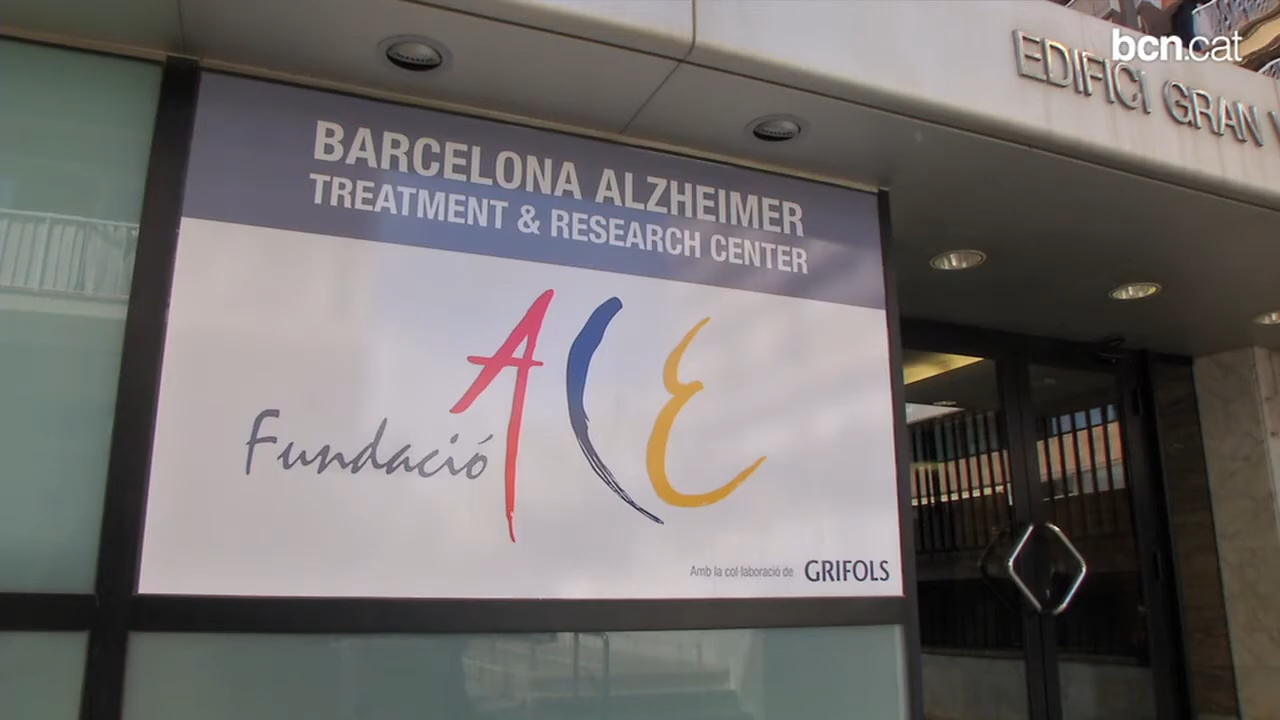 bcn.cat
EDIFICI GRAN
BARCELONA ALZHEIMER
TREATMENT & RESEARCH CENTER
Fundació ACE
Amb la col·laboració de GRIFOLS